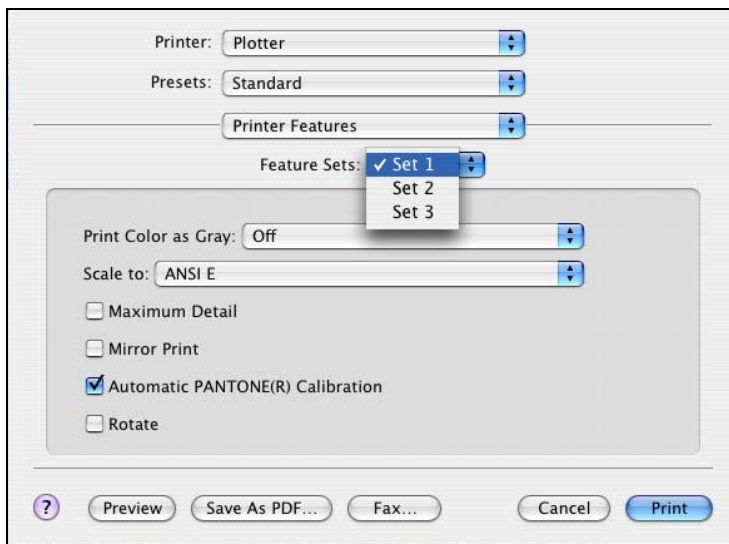 Printer: Plotter
Presets: Standard
Printer Features
Feature Sets: ✓ Set 1
Set 2
Set 3
Print Color as Gray: Off
Scale to: ANSI E
Maximum Detail
Mirror Print
Automatic PANTONE(R) Calibration
Rotate
? Preview Save As PDF... Fax... Cancel Print